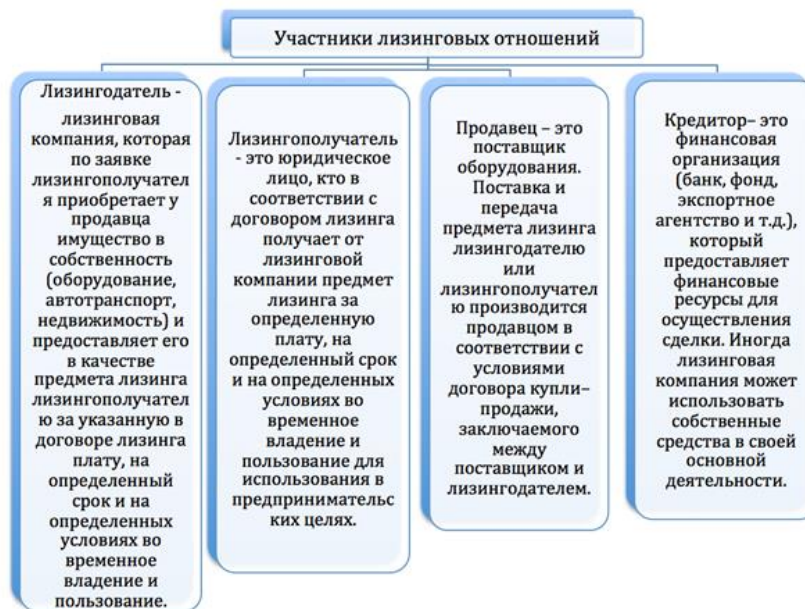 Участники лизинговых отношений
Лизингодатель -
лизинговая
компания, которая
по заявке
лизингополучател
я приобретает у
продавца
имущество в
собственность
(оборудование,
автотранспорт,
недвижимость) и
предоставляет его
в качестве
предмета лизинга
лизингополучател
ю за указанную в
договоре лизинга
плату, на
определенный
срок и на
определенных
условиях во
временное
владение и
пользование.
Лизингополучатель
- это юридическое
лицо, кто в
соответствии с
договором лизинга
получает от
лизинговой
компании предмет
лизинга за
определенную
плату, на
определенный срок
и на определенных
условиях во
временное
владение и
пользование для
использования в
предпринимательс
ких целях.
Продавец – это
поставщик
оборудования.
Поставка и
передача
предмета лизинга
лизингодателю
или
лизингополучател
ю производится
продавцом в
соответствии с
условиями
договора купли–
продажи,
заключаемого
между
поставщиком и
лизингодателем.
Кредитор– это
финансовая
организация
(банк, фонд,
экспортное
агентство и т.д.),
который
предоставляет
финансовые
ресурсы для
осуществления
сделки. Иногда
лизинговая
компания может
использовать
собственные
средства в своей
основной
деятельности.